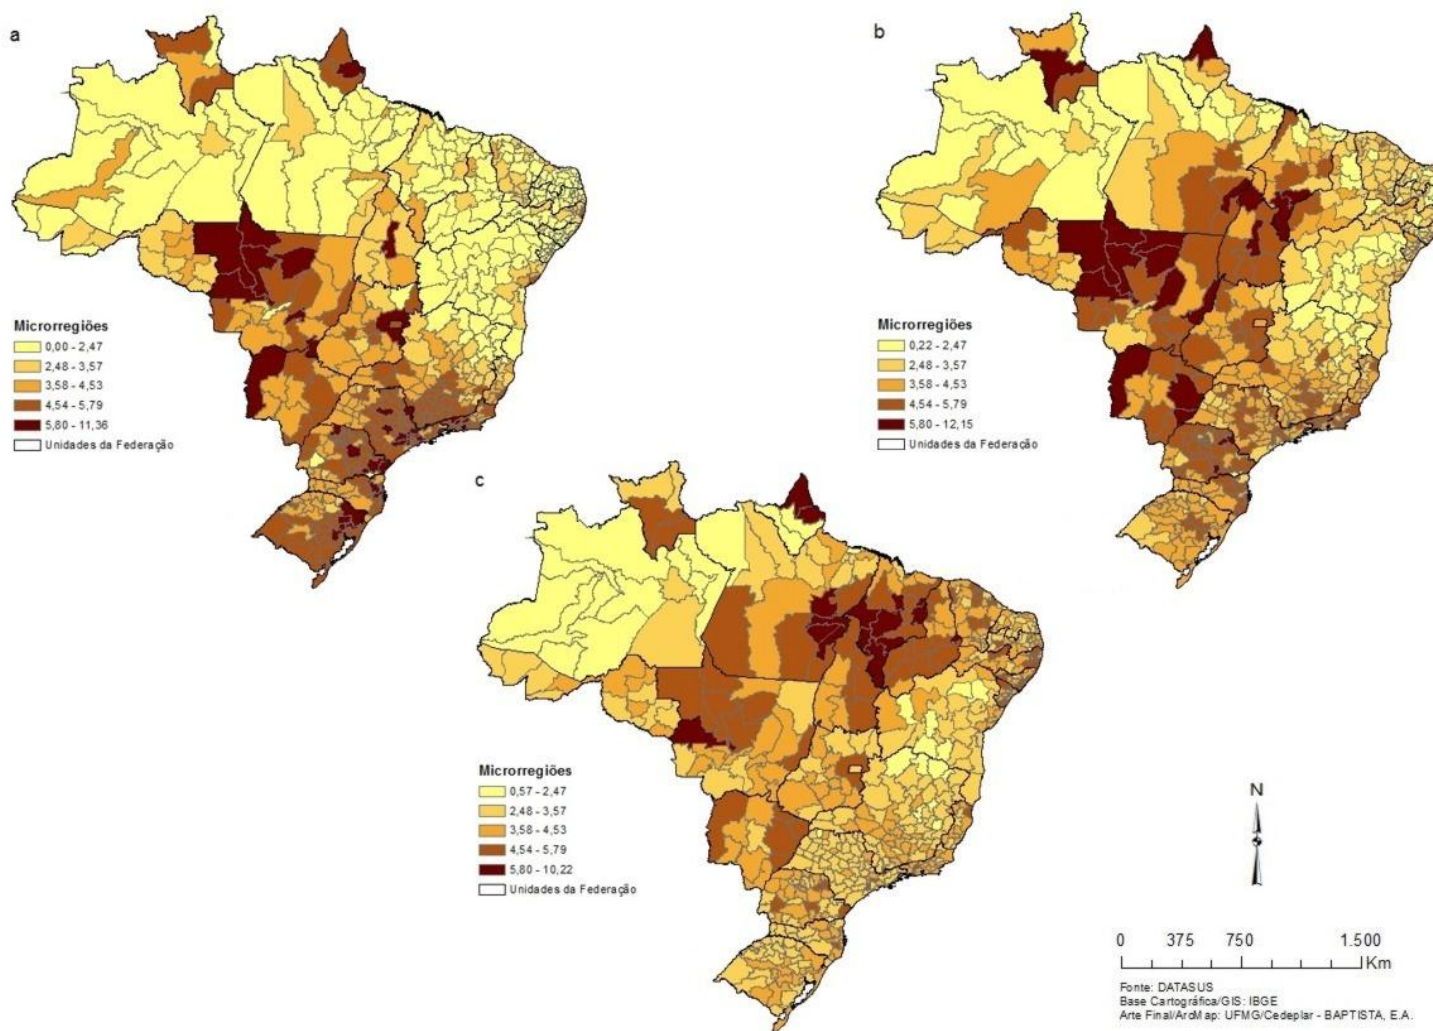 a
Microrregiões
0,00 - 2,47
2,48 - 3,57
3,58 - 4,53
4,54 - 5,79
5,80 - 11,36
Unidades da Federação
b
Microrregiões
0,22 - 2,47
2,48 - 3,57
3,58 - 4,53
4,54 - 5,79
5,80 - 12,15
Unidades da Federação
c
Microrregiões
0,57 - 2,47
2,48 - 3,57
3,58 - 4,53
4,54 - 5,79
5,80 - 10,22
Unidades da Federação
N
0 375 750 1.500
Km
Fonte: DATASUS
Base Cartográfica/GIS: IBGE
Arte Final/ArcMap: UFMG/Cedeplar - BAPTISTA, E.A.